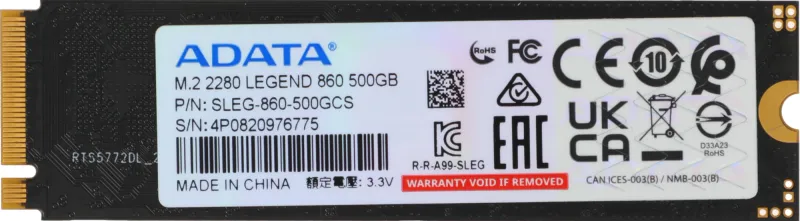 ADATA®
M.2 2280 LEGEND 860 500GB
P/N: SLEG-860-500GCS
S/N: 4P0820976775
MADE IN CHINA 額定電壓: 3.3V
RoHS FC CE 10
EAC UK CA
D33A23
RoHS
R-R-A99-SLEG
WARRANTY VOID IF REMOVED
CAN ICES-003(B) / NMB-003(B)
RTS5772DL_2